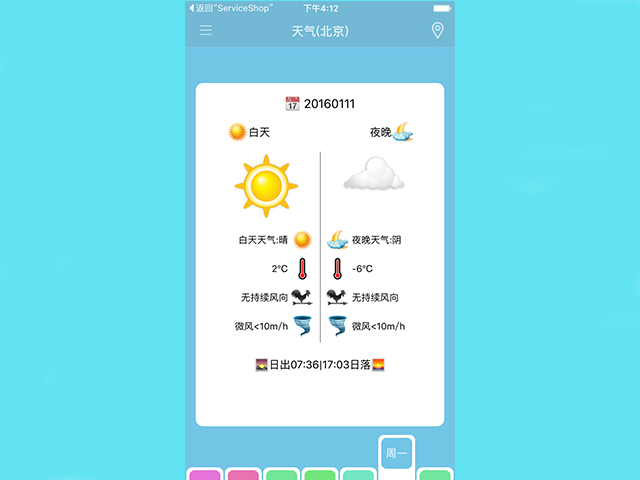 返回"ServiceShop"
下午4:12
天气(北京)
17
20160111
白天
夜晚
白天天气:晴
夜晚天气:阴
2℃
-6℃
无持续风向
无持续风向
微风<10m/h
微风<10m/h
日出07:36|17:03日落
周一